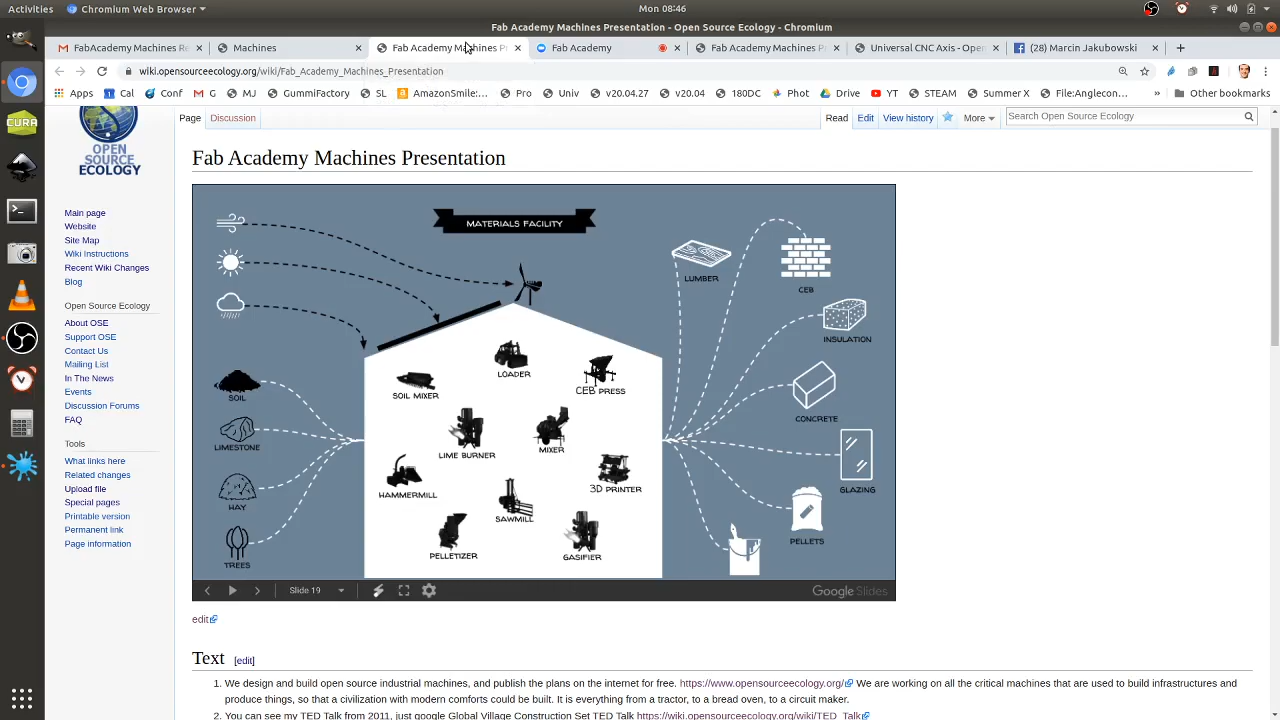 Activities
Chromium Web Browser
Mon 08:46
Fab Academy Machines Presentation - Open Source Ecology - Chromium
FabAcademy Machines Re
Machines
Fab Academy Machines Pr
Fab Academy
Fab Academy Machines P
Universal CNC Axis - Open
(28) Marcin Jakubowski
wiki.opensourceecology.org/wiki/Fab_Academy_Machines_Presentation
Apps
Cal
Conf
G
MJ
GummiFactory
SL
AmazonSmile:...
Pro
Univ
v20.04.27
v20.04
180DC
Phot
Drive
YT
STEAM
Summer X
File:Anglecon...
»
Other bookmarks
OPEN
SOURCE
ECOLOGY
Page
Discussion
Read
Edit
View history
More
Search Open Source Ecology
Fab Academy Machines Presentation
Main page
Website
Site Map
Wiki Instructions
Recent Wiki Changes
Blog
Open Source Ecology
About OSE
Support OSE
Contact Us
Mailing List
In The News
Events
Discussion Forums
FAQ
Tools
What links here
Related changes
Upload file
Special pages
Printable version
Permanent link
Page information
CURA
MATERIALS FACILITY
SOIL
LIMESTONE
HAY
TREES
LOADER
SOIL MIXER
CEB PRESS
LIME BURNER
MIXER
HAMMERMILL
3D PRINTER
SAWMILL
PELLETIZER
GASIFIER
LUMBER
CEB
INSULATION
CONCRETE
GLAZING
PELLETS
Slide 19
Google Slides
edit
Text [edit]
1. We design and build open source industrial machines, and publish the plans on the internet for free. https://www.opensourceecology.org/ We are working on all the critical machines that are used to build infrastructures and
produce things, so that a civilization with modern comforts could be built. It is everything from a tractor, to a bread oven, to a circuit maker.
2. You can see my TED Talk from 2011, just google Global Village Construction Set TED Talk https://wiki.opensourceecology.org/wiki/TED_Talk